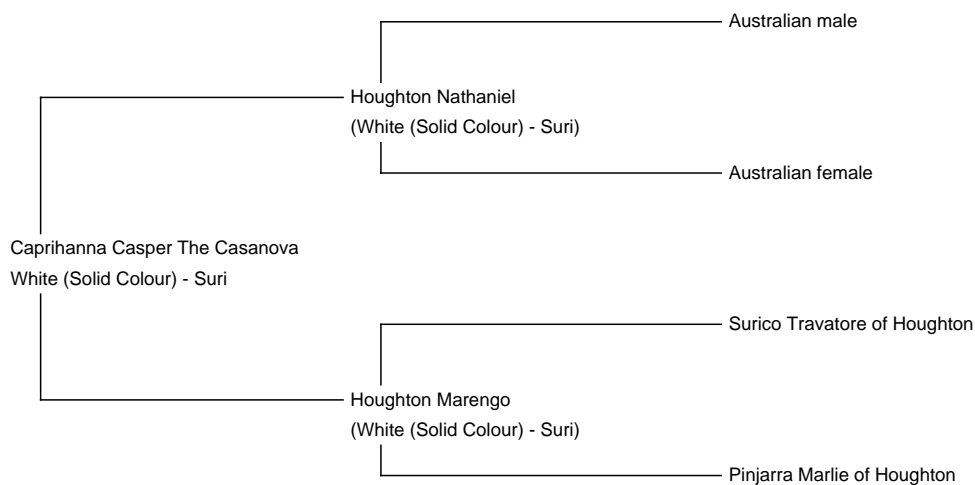 Australian male
Houghton Nathaniel
(White (Solid Colour) - Suri)
Australian female
Caprihanna Casper The Casanova
White (Solid Colour) - Suri
Surico Travatore of Houghton
Houghton Marengo
(White (Solid Colour) - Suri)
Pinjarra Marlie of Houghton